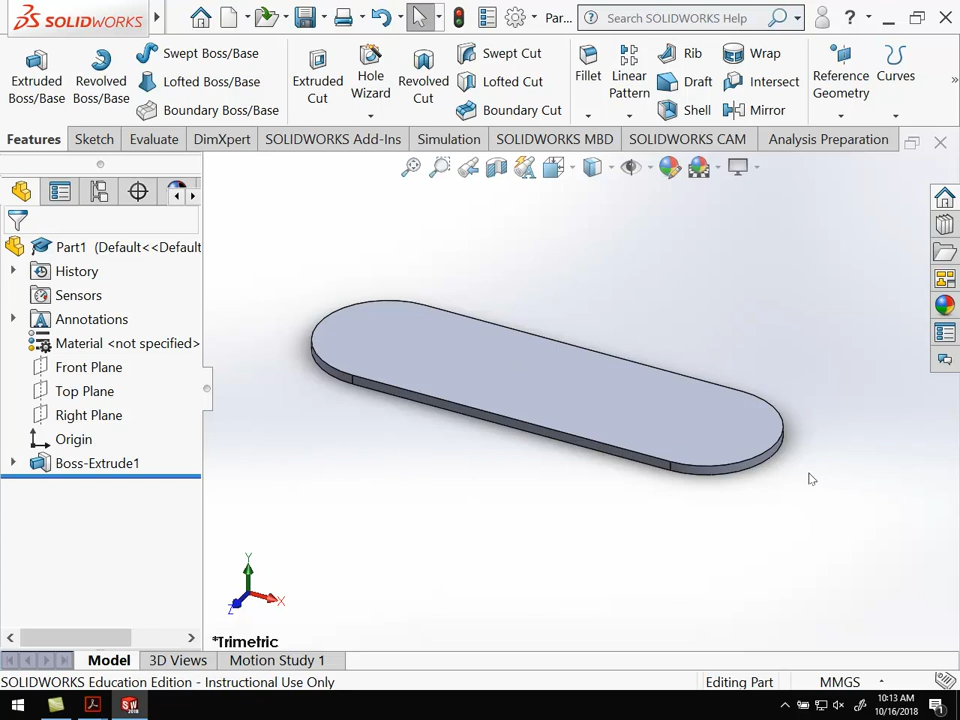 SOLIDWORKS
Par...
Search SOLIDWORKS Help
?
Extruded Boss/Base
Revolved Boss/Base
Swept Boss/Base
Lofted Boss/Base
Boundary Boss/Base
Extruded Cut
Hole Wizard
Revolved Cut
Swept Cut
Lofted Cut
Boundary Cut
Fillet
Linear Pattern
Rib
Draft
Shell
Wrap
Intersect
Mirror
Reference Geometry
Curves
»
Features
Sketch
Evaluate
DimXpert
SOLIDWORKS Add-Ins
Simulation
SOLIDWORKS MBD
SOLIDWORKS CAM
Analysis Preparation
Part1 (Default<<Default
History
Sensors
Annotations
Material <not specified>
Front Plane
Top Plane
Right Plane
Origin
Boss-Extrude1
Y
X
Z
*Trimetric
Model
3D Views
Motion Study 1
SOLIDWORKS Education Edition - Instructional Use Only
Editing Part
MMGS
SW
2018
10:13 AM
10/16/2018
1